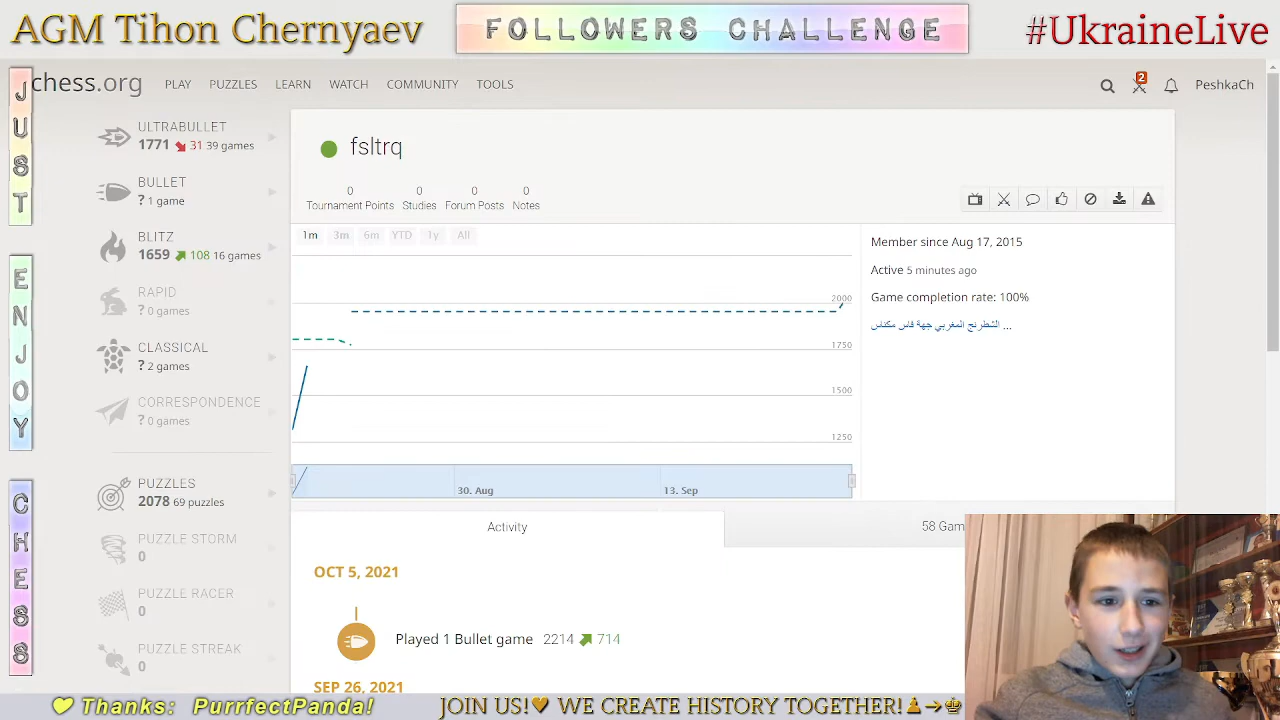 AGM Tihon Chernyaev
FOLLOWERS CHALLENGE
#UkraineLive
JUST
ENJOY
CHESS
chess.org
PLAY PUZZLES LEARN WATCH COMMUNITY TOOLS
2
PeshkaCh
ULTRABULLET
1771 31 39 games
BULLET
? 1 game
BLITZ
1659 108 16 games
RAPID
? 0 games
CLASSICAL
? 2 games
CORRESPONDENCE
? 0 games
PUZZLES
2078 69 puzzles
PUZZLE STORM
0
PUZZLE RACER
0
PUZZLE STREAK
0
fsltrq
0 0 0 0
Tournament Points Studies Forum Posts Notes
1m 3m 6m YTD 1y All
2000
1750
1500
1250
30. Aug 13. Sep
Member since Aug 17, 2015
Active 5 minutes ago
Game completion rate: 100%
الشطرنج المغربي جهة فاس مكناس ...
Activity
58 Gam
OCT 5, 2021
Played 1 Bullet game 2214 714
SEP 26, 2021
Thanks: PurrfectPanda!
JOIN US! WE CREATE HISTORY TOGETHER!